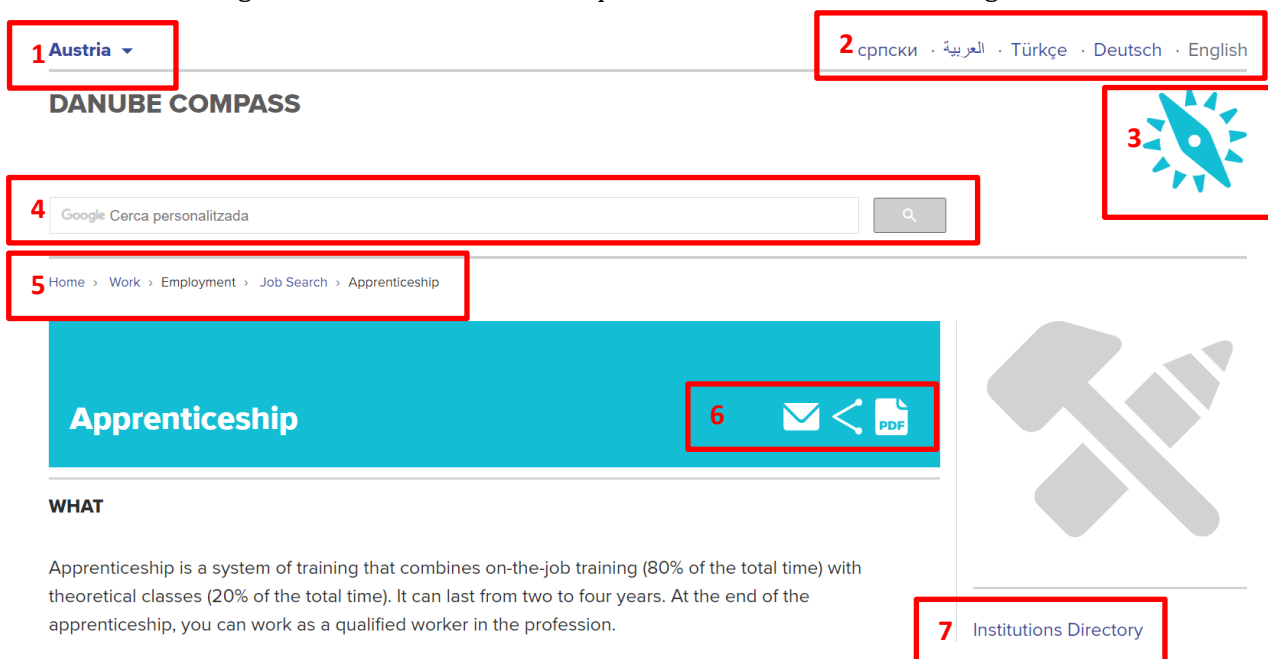 1 Austria
2 српски · العربية · Türkçe · Deutsch · English
DANUBE COMPASS
3
4 Google Cerca personalitzada
5 Home › Work › Employment › Job Search › Apprenticeship
Apprenticeship
6 PDF
WHAT
Apprenticeship is a system of training that combines on-the-job training (80% of the total time) with
theoretical classes (20% of the total time). It can last from two to four years. At the end of the
apprenticeship, you can work as a qualified worker in the profession.
7 Institutions Directory